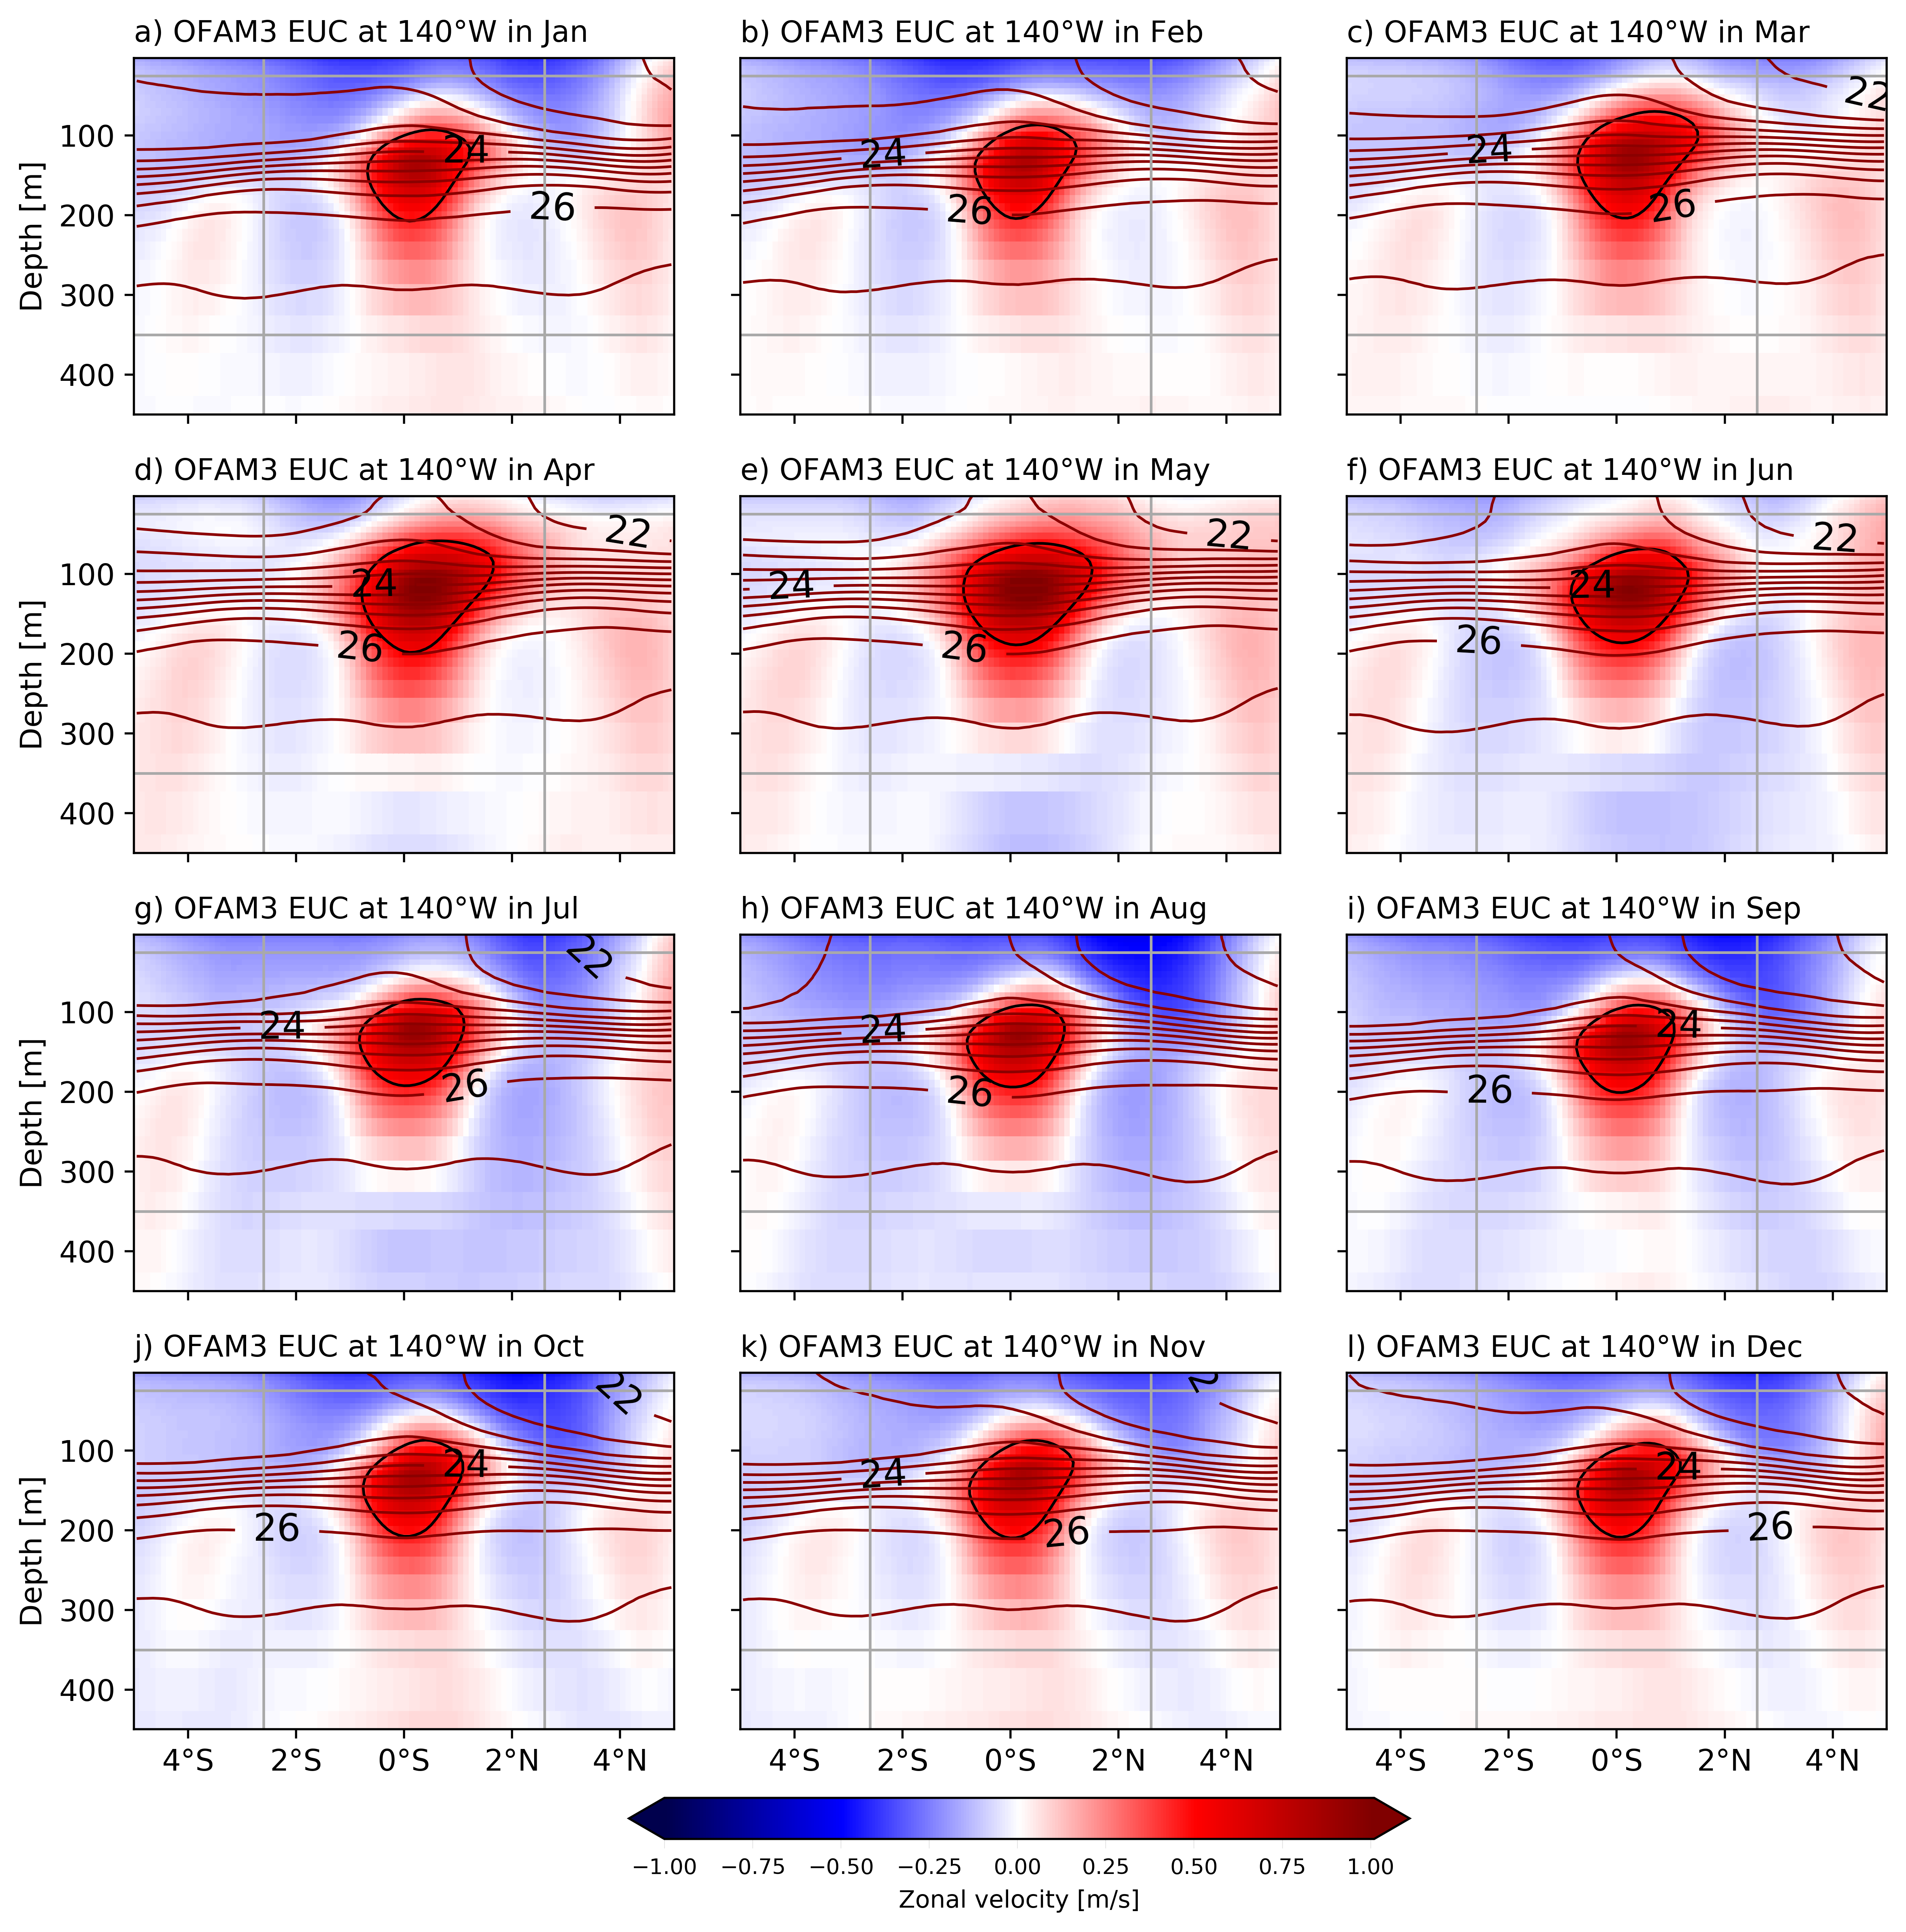 a) OFAM3 EUC at 140°W in Jan
b) OFAM3 EUC at 140°W in Feb
c) OFAM3 EUC at 140°W in Mar
Depth [m]
100
200
300
400
24
26
24
26
22
24
26
d) OFAM3 EUC at 140°W in Apr
e) OFAM3 EUC at 140°W in May
f) OFAM3 EUC at 140°W in Jun
Depth [m]
100
200
300
400
22
24
26
22
24
26
22
24
26
g) OFAM3 EUC at 140°W in Jul
h) OFAM3 EUC at 140°W in Aug
i) OFAM3 EUC at 140°W in Sep
Depth [m]
100
200
300
400
22
24
26
24
26
24
26
j) OFAM3 EUC at 140°W in Oct
k) OFAM3 EUC at 140°W in Nov
l) OFAM3 EUC at 140°W in Dec
Depth [m]
100
200
300
400
22
24
26
2
24
26
24
26
4°S 2°S 0°S 2°N 4°N
4°S 2°S 0°S 2°N 4°N
4°S 2°S 0°S 2°N 4°N
−1.00 −0.75 −0.50 −0.25 0.00 0.25 0.50 0.75 1.00
Zonal velocity [m/s]